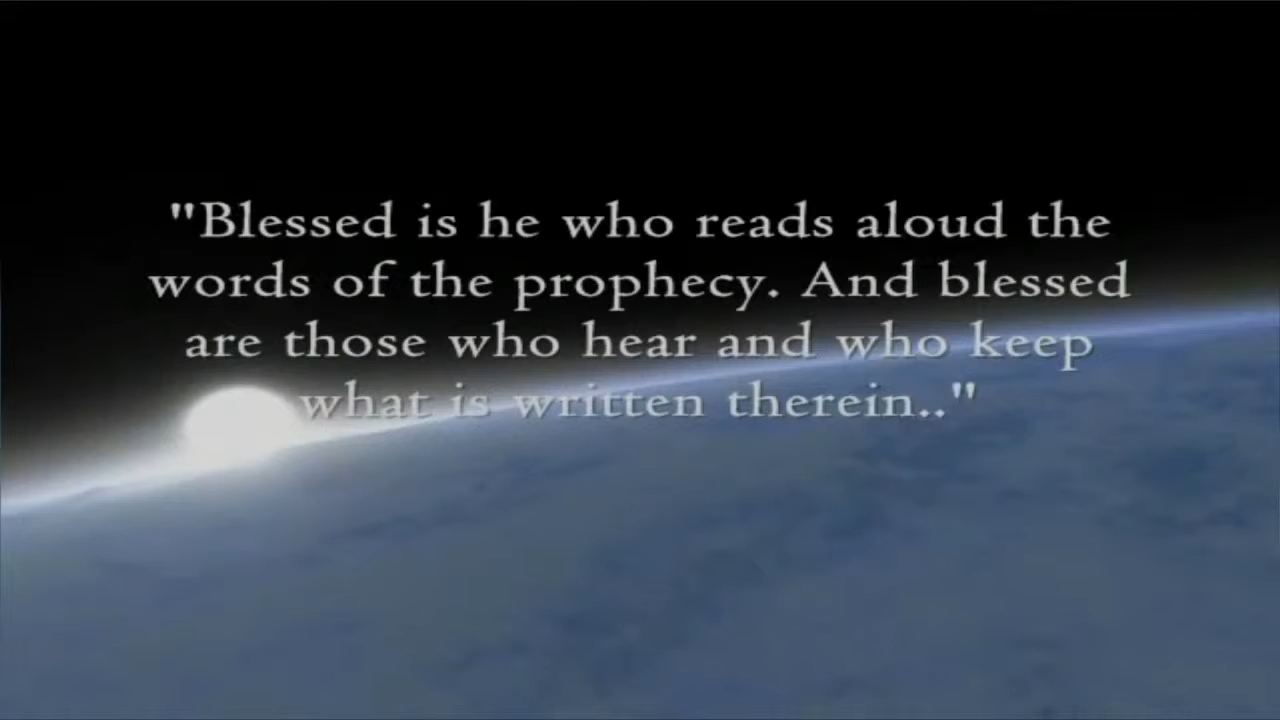 "Blessed is he who reads aloud the
words of the prophecy. And blessed
are those who hear and who keep
what is written therein.."